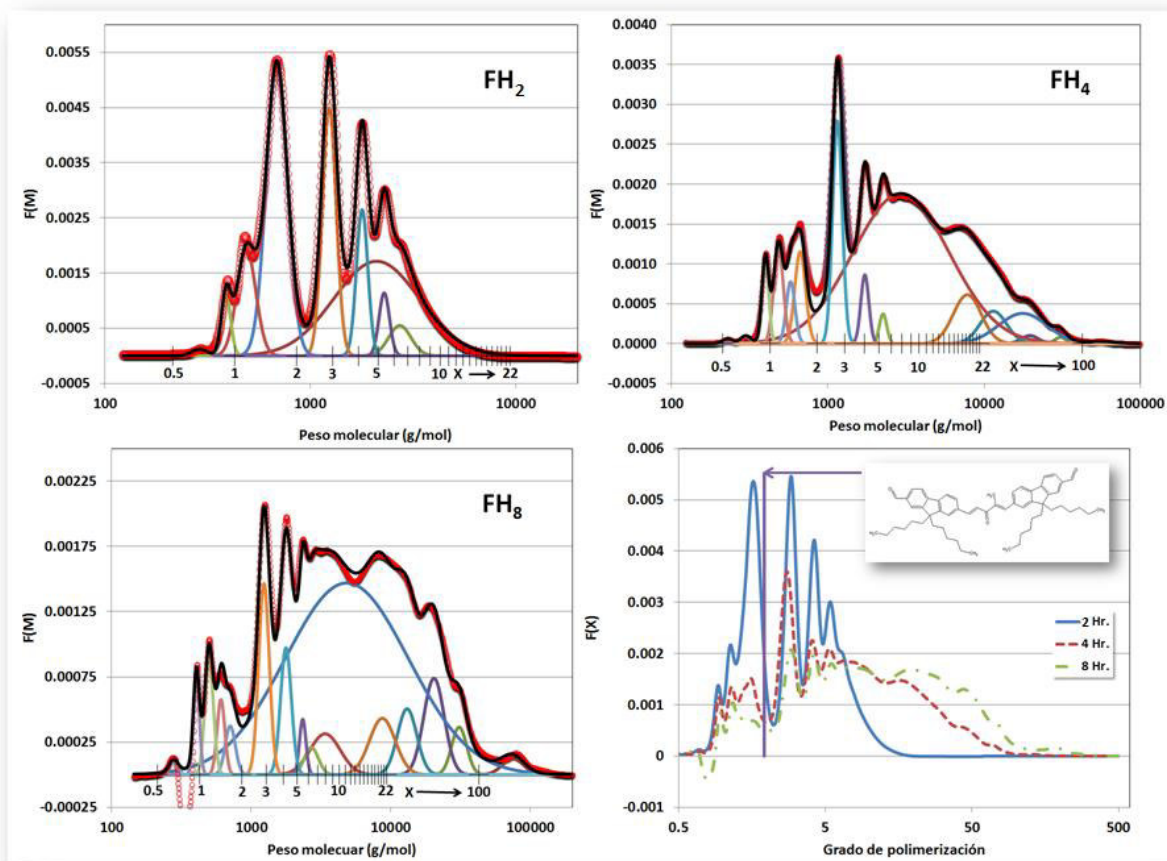 FH2
F(M)
0.0055
0.0045
0.0035
0.0025
0.0015
0.0005
-0.0005
0.5 1 2 3 5 10 X 22
100 1000 10000
Peso molecular (g/mol)
FH4
F(M)
0.0040
0.0035
0.0030
0.0025
0.0020
0.0015
0.0010
0.0005
0.0000
-0.0005
0.5 1 2 3 5 10 22 X 100
100 1000 10000 100000
Peso molecular (g/mol)
FH8
F(M)
0.00225
0.00175
0.00125
0.00075
0.00025
-0.00025
0.5 1 2 3 5 10 22 X 100
100 1000 10000 100000
Peso molecuar (g/mol)
F(X)
0.006
0.005
0.004
0.003
0.002
0.001
0
-0.001
2 Hr.
4 Hr.
8 Hr.
0.5 5 50 500
Grado de polimerización